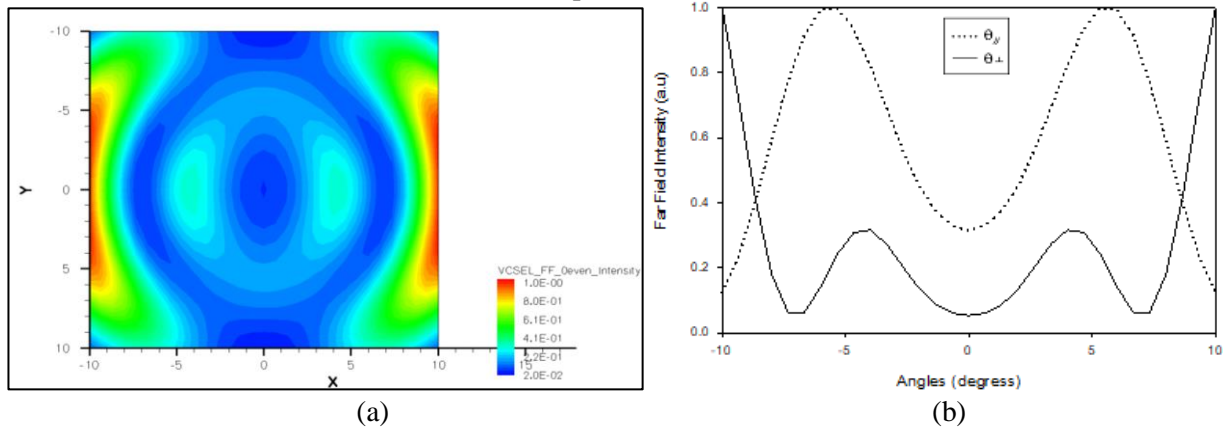 -10
-5
0
5
10
Y
-10
-5
0
5
10
15
X
VCSEL_FF_0even_Intensity
1.0E-00
8.0E-01
6.1E-01
4.1E-01
2.2E-01
2.0E-02
(a)
1.0
0.8
0.6
0.4
0.2
0.0
Far Field Intensity (a.u)
θ//
θ⊥
-10
-5
0
5
10
Angles (degress)
(b)